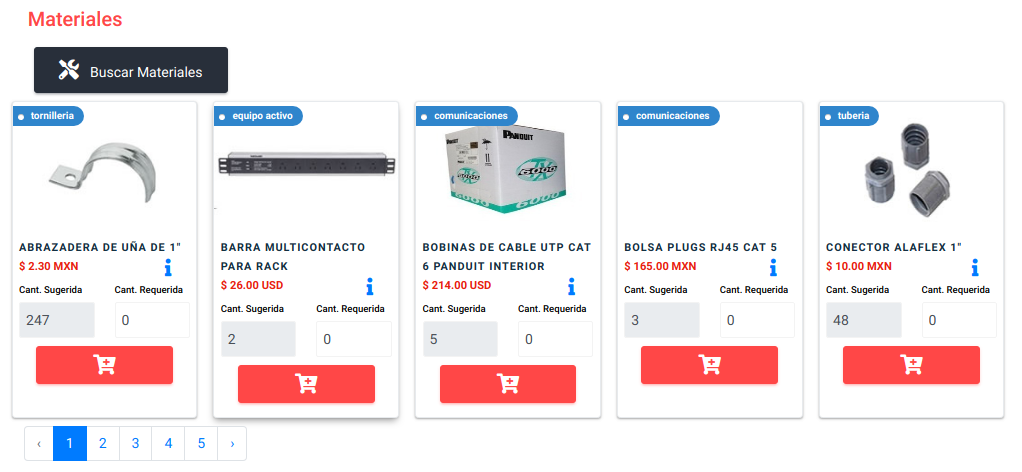 Materiales
Buscar Materiales
tornilleria
ABRAZADERA DE UÑA DE 1"
$ 2.30 MXN
Cant. Sugerida Cant. Requerida
247 0
equipo activo
BARRA MULTICONTACTO
PARA RACK
$ 26.00 USD
Cant. Sugerida Cant. Requerida
2 0
comunicaciones
PANDUIT
6000
6000
BOBINAS DE CABLE UTP CAT
6 PANDUIT INTERIOR
$ 214.00 USD
Cant. Sugerida Cant. Requerida
5 0
comunicaciones
BOLSA PLUGS RJ45 CAT 5
$ 165.00 MXN
Cant. Sugerida Cant. Requerida
3 0
tuberia
CONECTOR ALAFLEX 1"
$ 10.00 MXN
Cant. Sugerida Cant. Requerida
48 0
‹ 1 2 3 4 5 ›